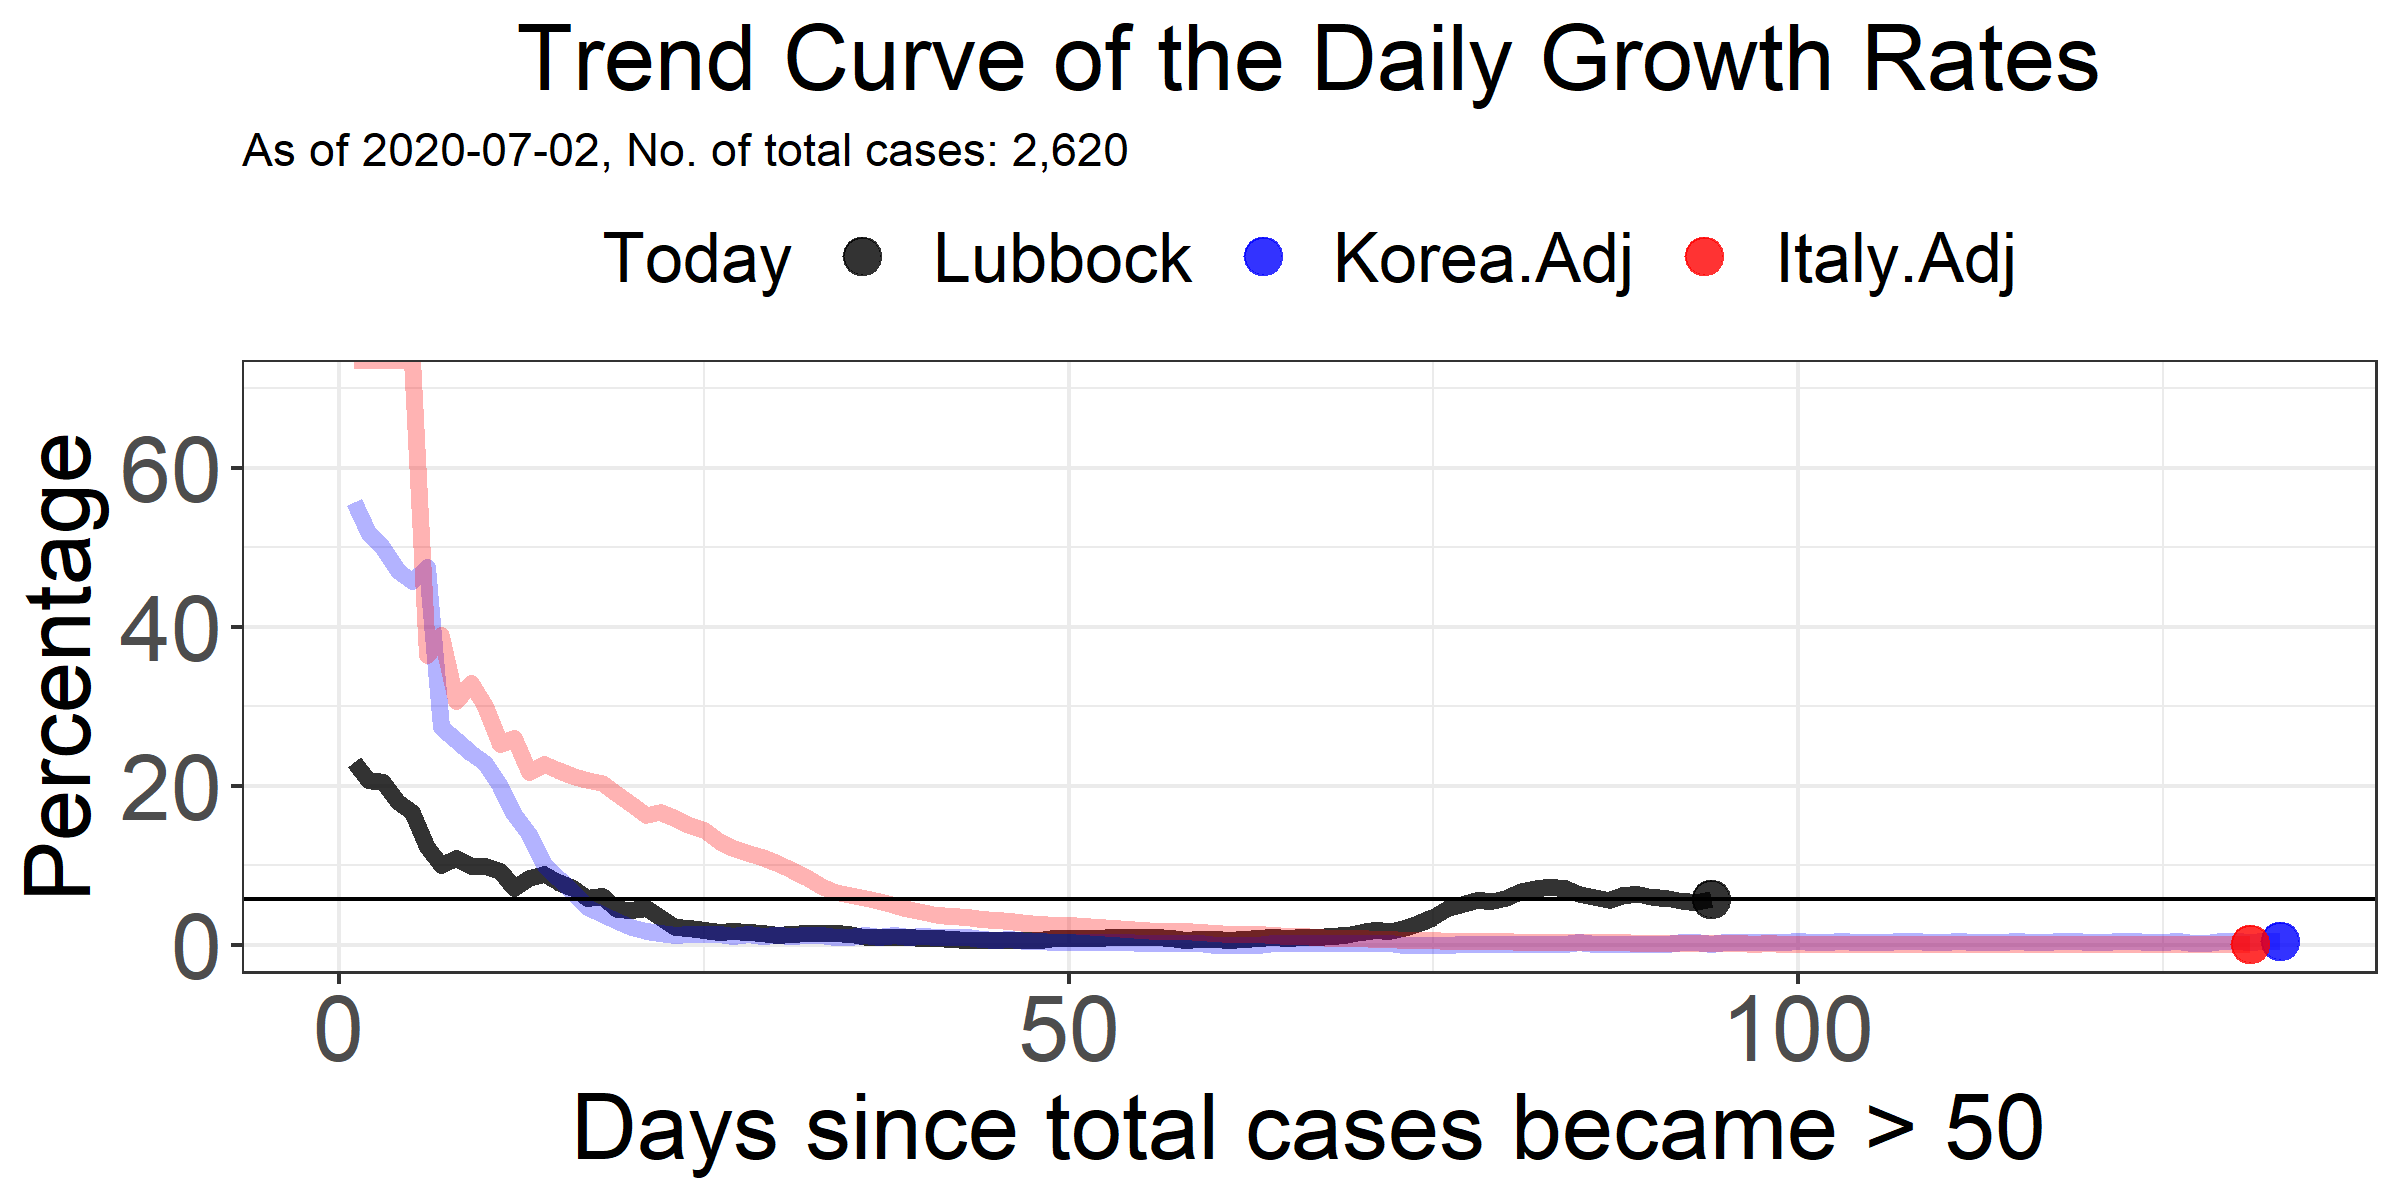 Trend Curve of the Daily Growth Rates
As of 2020-07-02, No. of total cases: 2,620
Today Lubbock Korea.Adj Italy.Adj
Percentage
60
40
20
0
0 50 100
Days since total cases became > 50